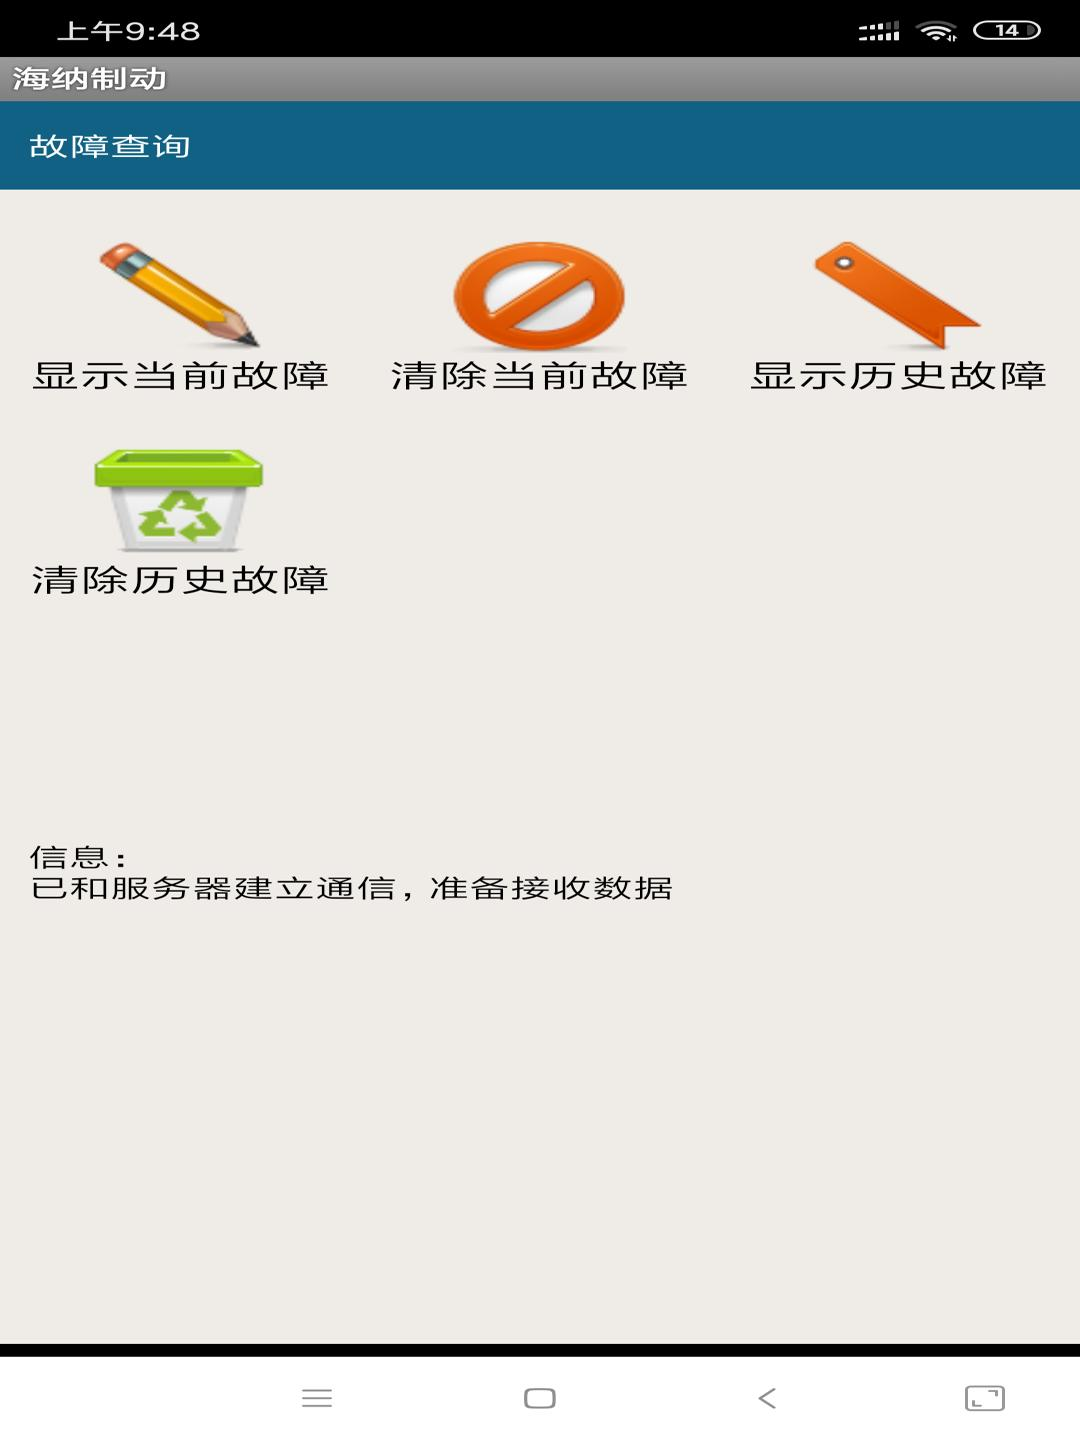 上午9:48
14
海纳制动
故障查询
显示当前故障
清除当前故障
显示历史故障
清除历史故障
信息：
已和服务器建立通信，准备接收数据